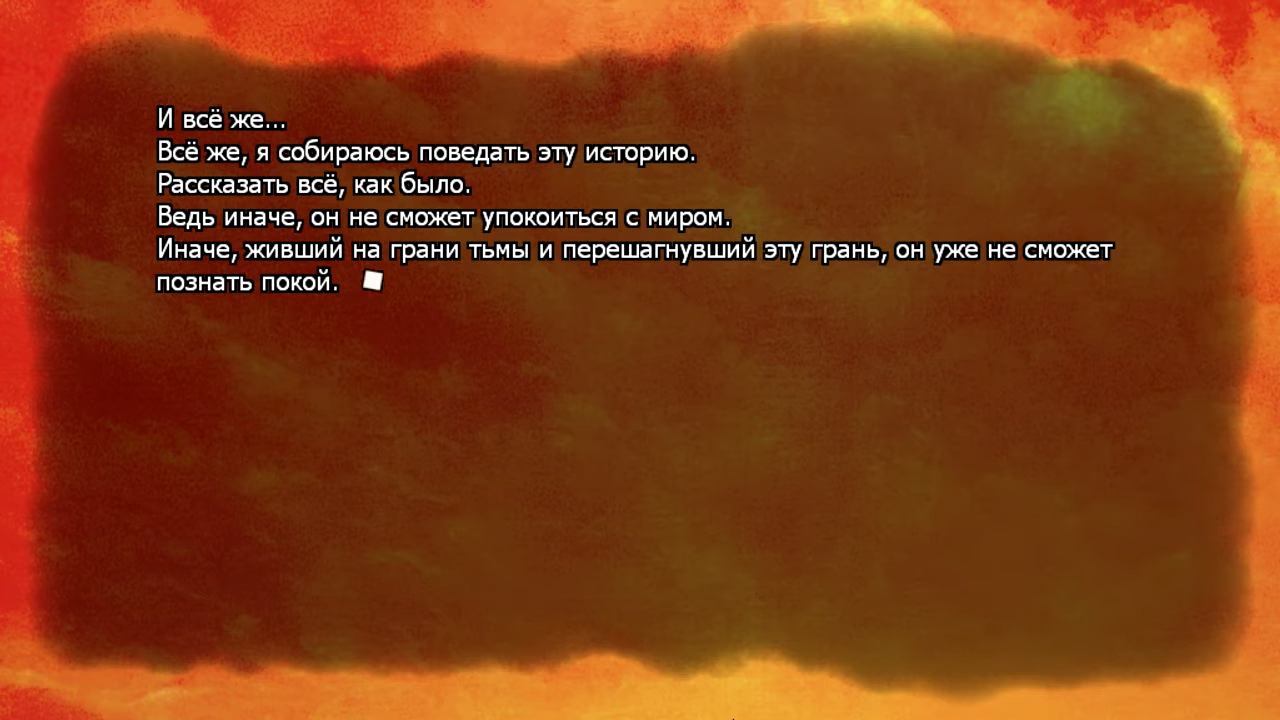 И всё же...
Всё же, я собираюсь поведать эту историю.
Рассказать всё, как было.
Ведь иначе, он не сможет упокоиться с миром.
Иначе, живший на грани тьмы и перешагнувший эту грань, он уже не сможет
познать покой.